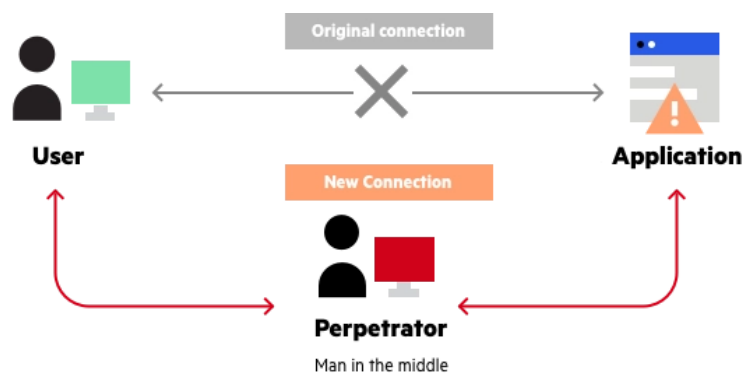 Original connection
User
Application
New Connection
Perpetrator
Man in the middle